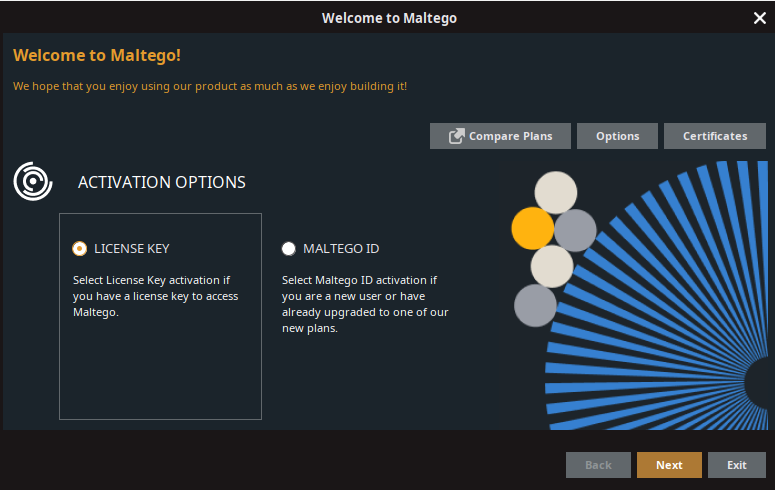 Welcome to Maltego
Welcome to Maltego!
We hope that you enjoy using our product as much as we enjoy building it!
Compare Plans
Options
Certificates
ACTIVATION OPTIONS
LICENSE KEY
Select License Key activation if
you have a license key to access
Maltego.
MALTEGO ID
Select Maltego ID activation if
you are a new user or have
already upgraded to one of our
new plans.
Back
Next
Exit